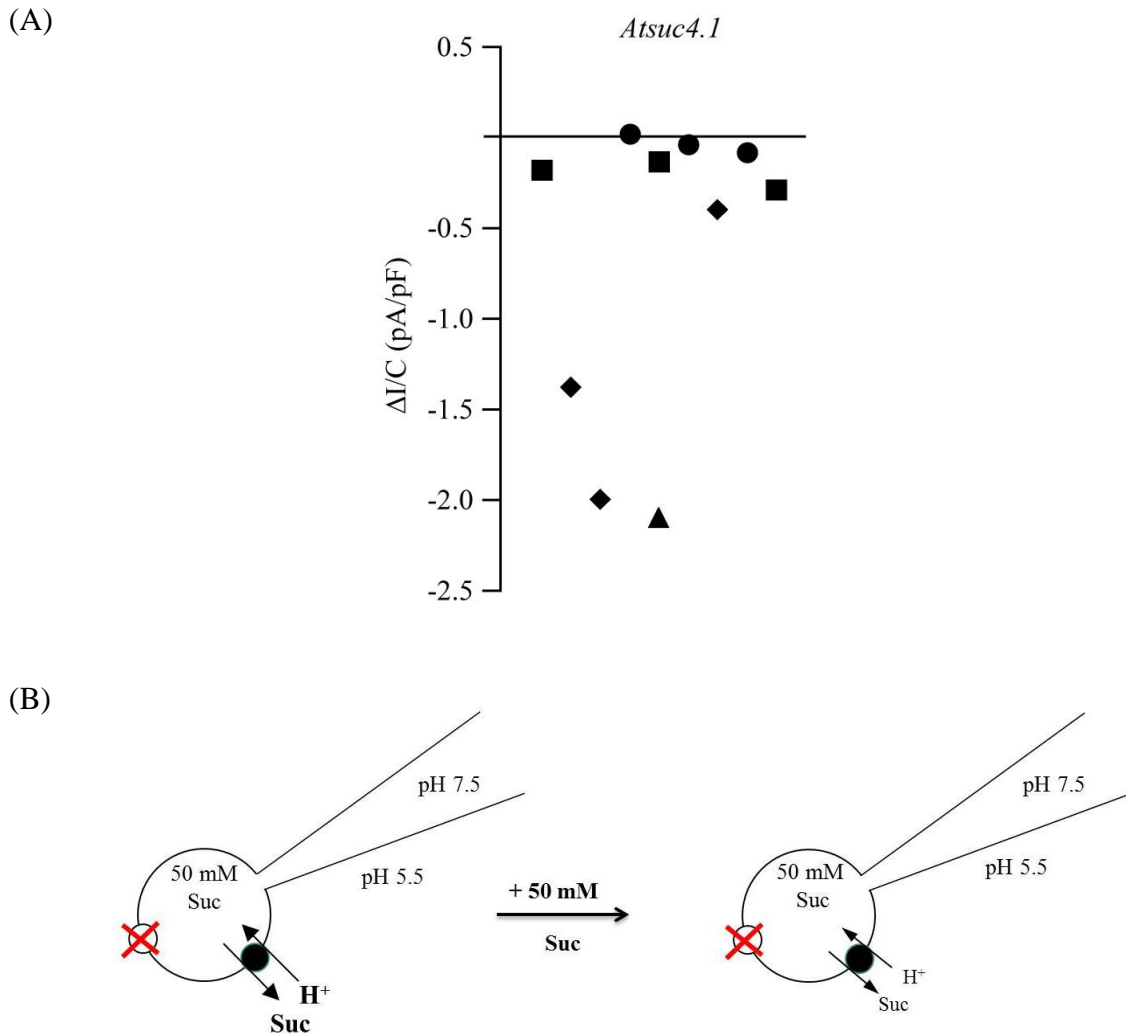 (A)
Atsuc4.1
0.5
-0.5
-1.0
-1.5
-2.0
-2.5
ΔI/C (pA/pF)
(B)
pH 7.5
pH 5.5
50 mM
Suc
H+
Suc
+ 50 mM
Suc
pH 7.5
pH 5.5
50 mM
Suc
H+
Suc